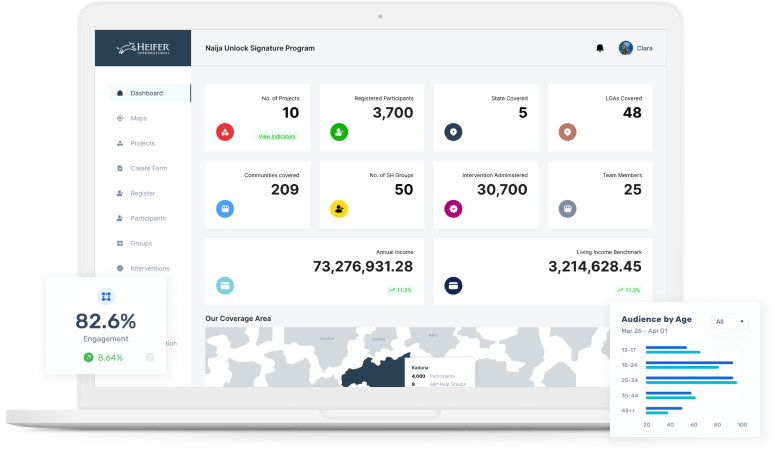 HEIFER
INTERNATIONAL
Naija Unlock Signature Program
Clara
Dashboard
Maps
Projects
Create Form
Register
Participants
Groups
Interventions
No. of Projects
10
View Indicators
Registered Participants
3,700
State Covered
5
LGAs Covered
48
Communities covered
209
No. of SH Groups
50
Intervention Administered
30,700
Team Members
25
Annual Income
73,276,931.28
11.2%
Living Income Benchmark
3,214,628.45
11.2%
Our Coverage Area
Kaduna
4,000 Participants
8 Self-Help Groups
82.6%
Engagement
8.64%
Audience by Age
All
Mar 26 - Apr 01
13-17
18-24
25-34
35-44
45++
20 40 60 80 100